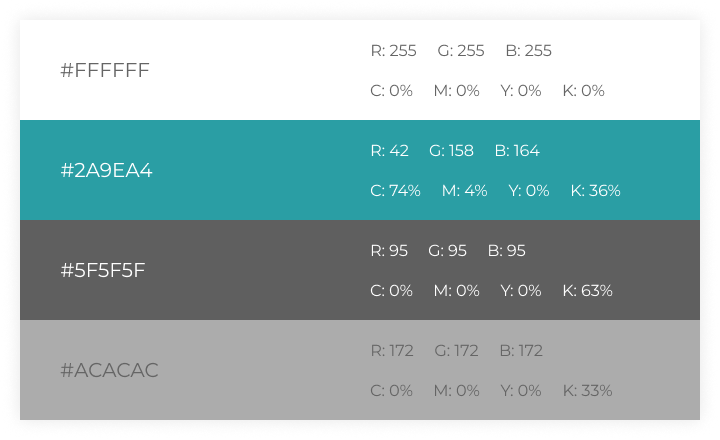 #FFFFFF
R: 255 G: 255 B: 255
C: 0% M: 0% Y: 0% K: 0%
#2A9EA4
R: 42 G: 158 B: 164
C: 74% M: 4% Y: 0% K: 36%
#5F5F5F
R: 95 G: 95 B: 95
C: 0% M: 0% Y: 0% K: 63%
#ACACAC
R: 172 G: 172 B: 172
C: 0% M: 0% Y: 0% K: 33%